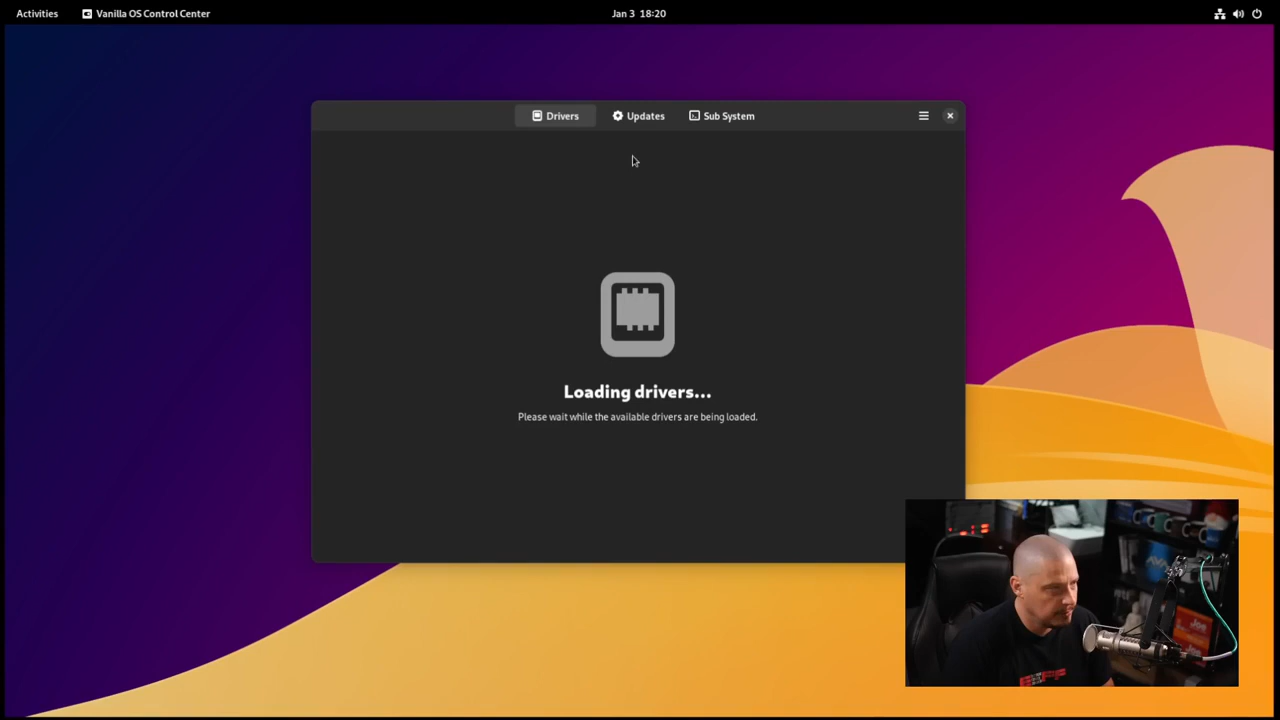 Activities
Vanilla OS Control Center
Jan 3 18:20
Drivers
Updates
Sub System
Loading drivers...
Please wait while the available drivers are being loaded.